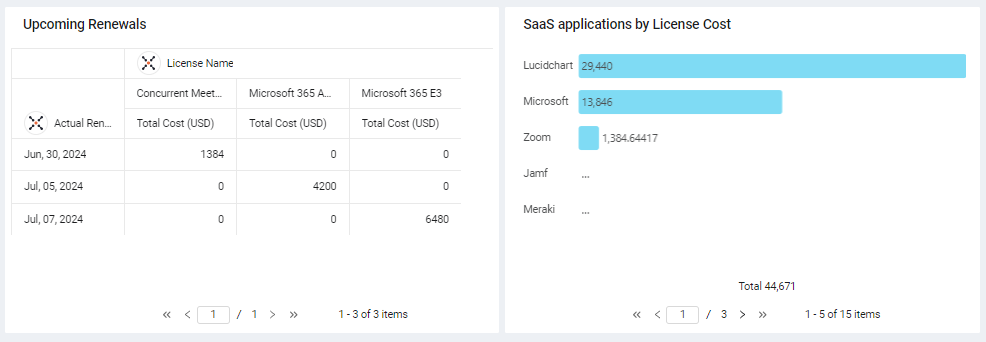 Upcoming Renewals
License Name
Concurrent Meet... Microsoft 365 A... Microsoft 365 E3
Actual Ren... Total Cost (USD) Total Cost (USD) Total Cost (USD)
Jun, 30, 2024 1384 0 0
Jul, 05, 2024 0 4200 0
Jul, 07, 2024 0 0 6480
« < 1 / 1 > » 1 - 3 of 3 items
SaaS applications by License Cost
Lucidchart 29,440
Microsoft 13,846
Zoom 1,384.64417
Jamf ...
Meraki ...
Total 44,671
« < 1 / 3 > » 1 - 5 of 15 items